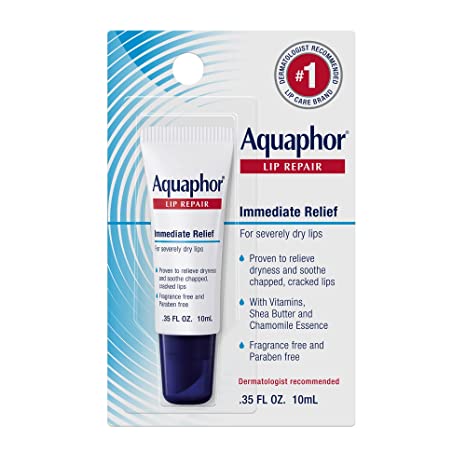 DERMATOLOGIST RECOMMENDED
#1
LIP CARE BRAND
Aquaphor®
LIP REPAIR
Immediate Relief
For severely dry lips
Proven to relieve
dryness and soothe
chapped, cracked lips
With Vitamins,
Shea Butter and
Chamomile Essence
Fragrance free and
Paraben free
Dermatologist recommended
.35 FL OZ. 10mL
Aquaphor®
LIP REPAIR
Immediate Relief
For severely dry lips
Proven to relieve dryness
and soothe chapped,
cracked lips
Fragrance free and
Paraben free
.35 FL OZ. 10mL